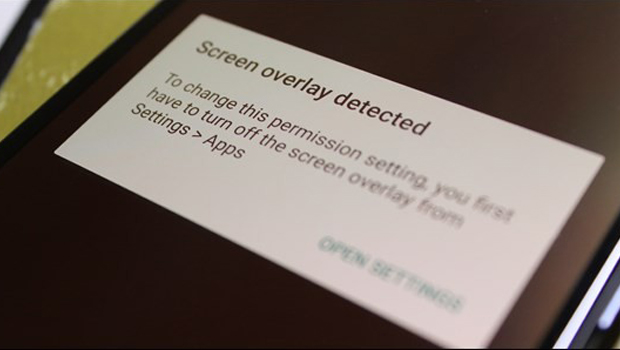 Screen overlay detected
To change this permission setting, you first
have to turn off the screen overlay from
Settings > Apps
OPEN SETTINGS